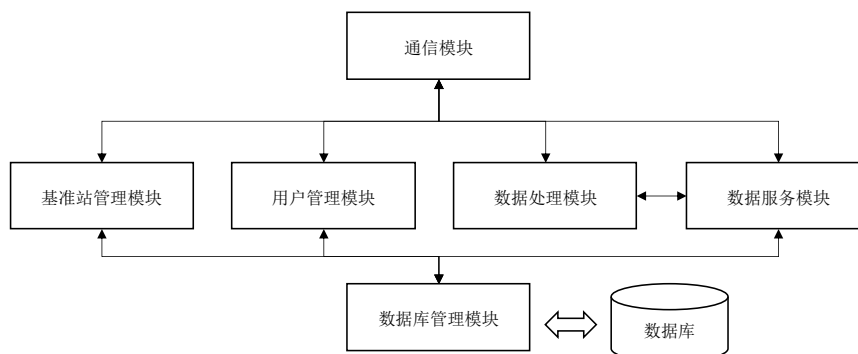 通信模块
基准站管理模块
用户管理模块
数据处理模块
数据服务模块
数据库管理模块
数据库